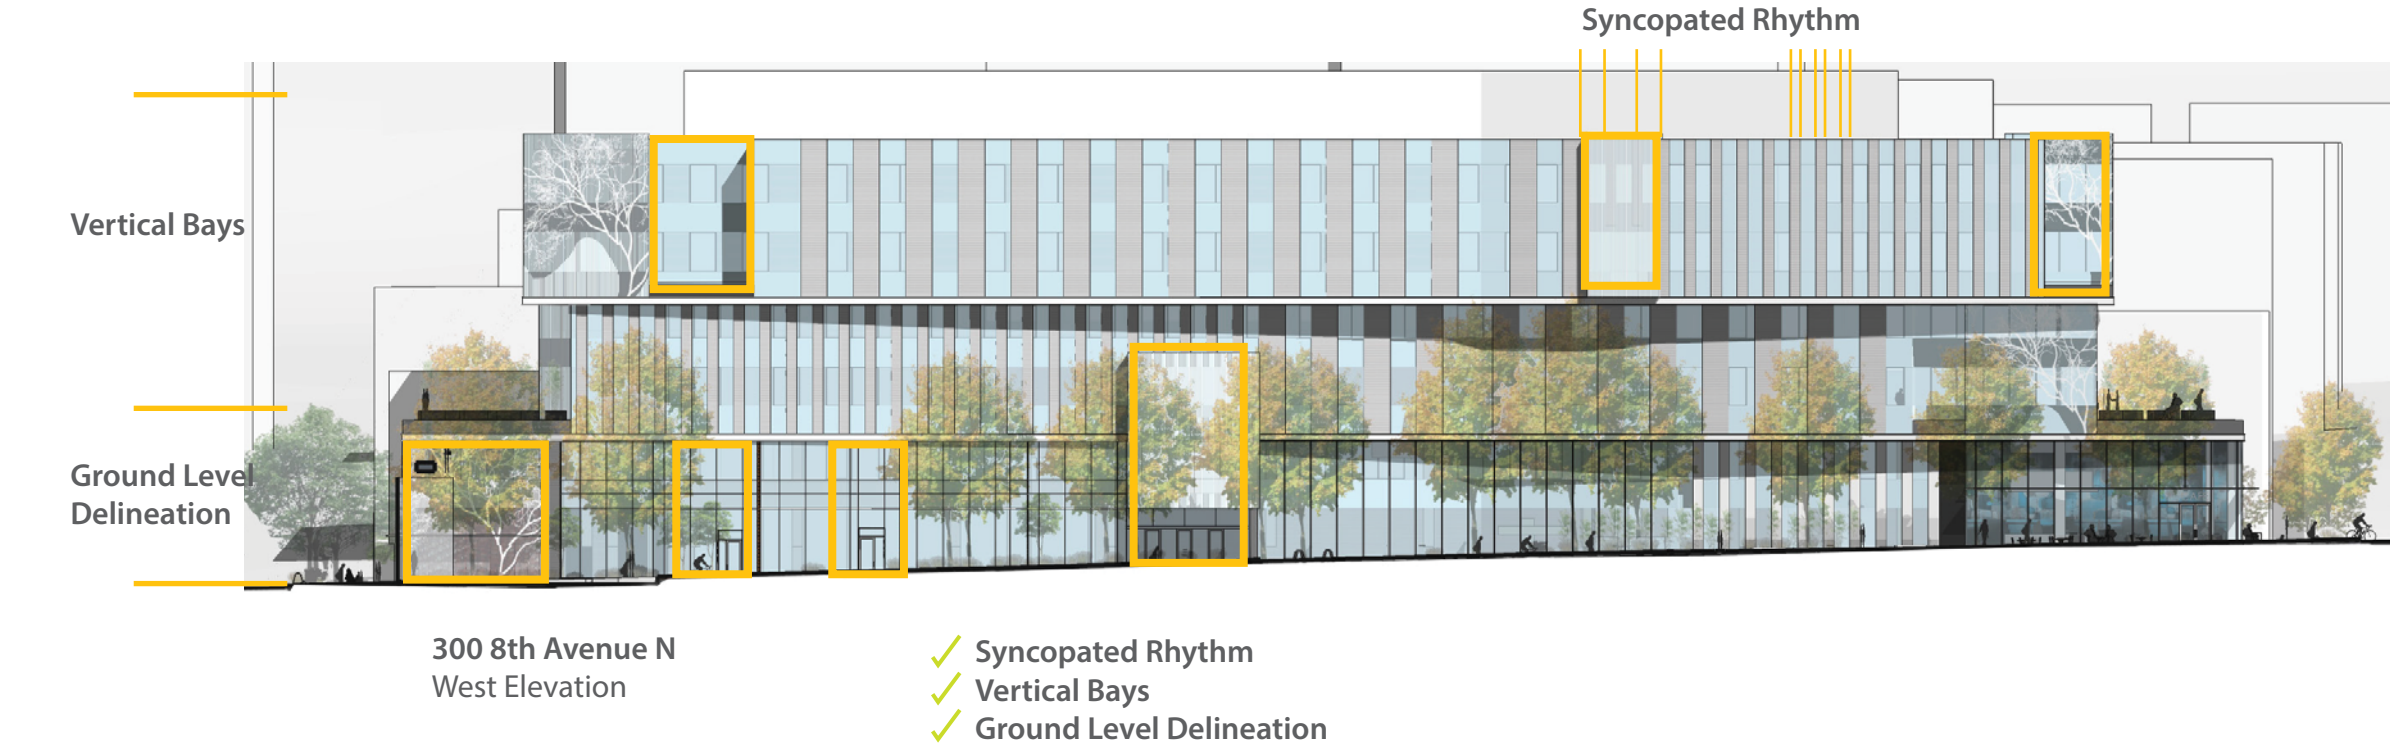 Syncopated Rhythm
Vertical Bays
Ground Level
Delineation
300 8th Avenue N
West Elevation
Syncopated Rhythm
Vertical Bays
Ground Level Delineation